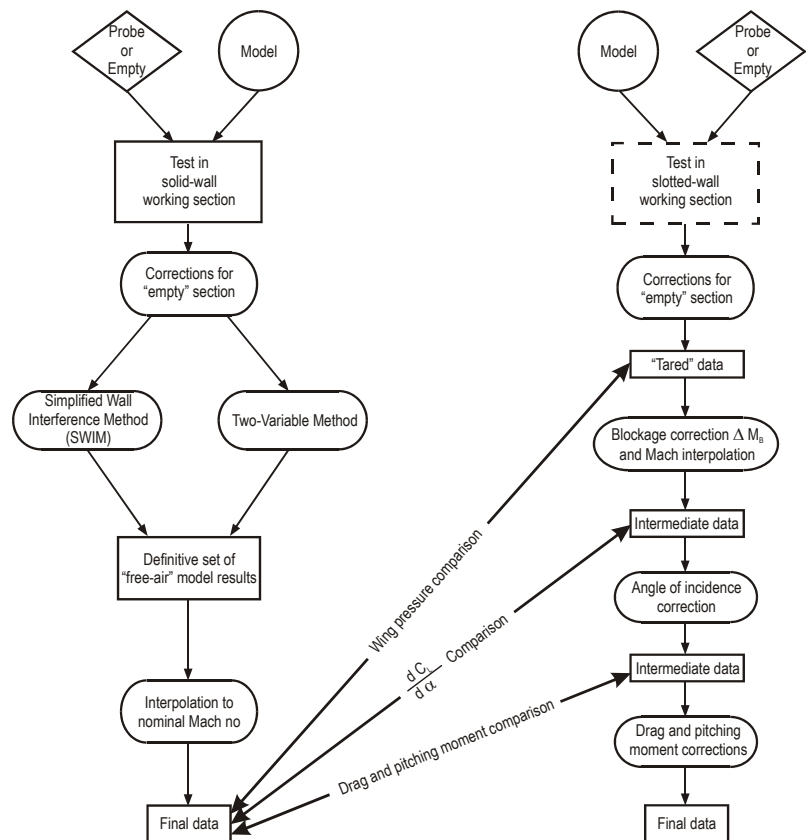 Probe
or
Empty
Model
Test in
solid-wall
working section
Corrections for
“empty” section
Simplified Wall
Interference Method
(SWIM)
Two-Variable Method
Definitive set of
“free-air” model results
Interpolation to
nominal Mach no
Final data
Wing pressure comparison
d C_L
d α
Comparison
Drag and pitching moment comparison
Model
Probe
or
Empty
Test in
slotted-wall
working section
Corrections for
“empty” section
“Tared” data
Blockage correction Δ M_B
and Mach interpolation
Intermediate data
Angle of incidence
correction
Intermediate data
Drag and pitching
moment corrections
Final data